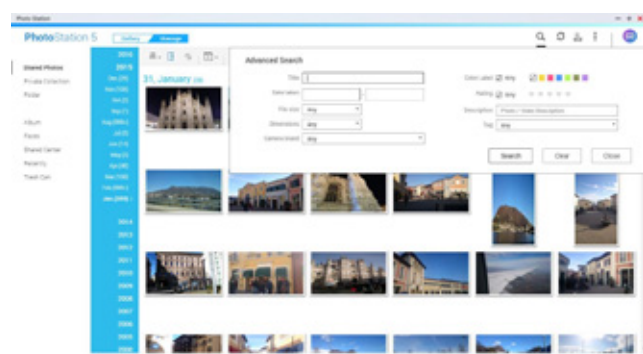 Photo Station
PhotoStation 5
Gallery
Manage
Shared Photos
Private Collection
Folder
Album
Faces
Shared Center
Recently
Trash Can
2016
2015
2014
2013
2012
2011
2010
2009
2008
2007
2006
2005
31, January
Advanced Search
Title
Date taken
File size
Any
Dimensions
Any
Camera brand
Any
Color Label
Any
Rating
Any
Description
Photo / Video Description
Tag
Any
Search
Clear
Close